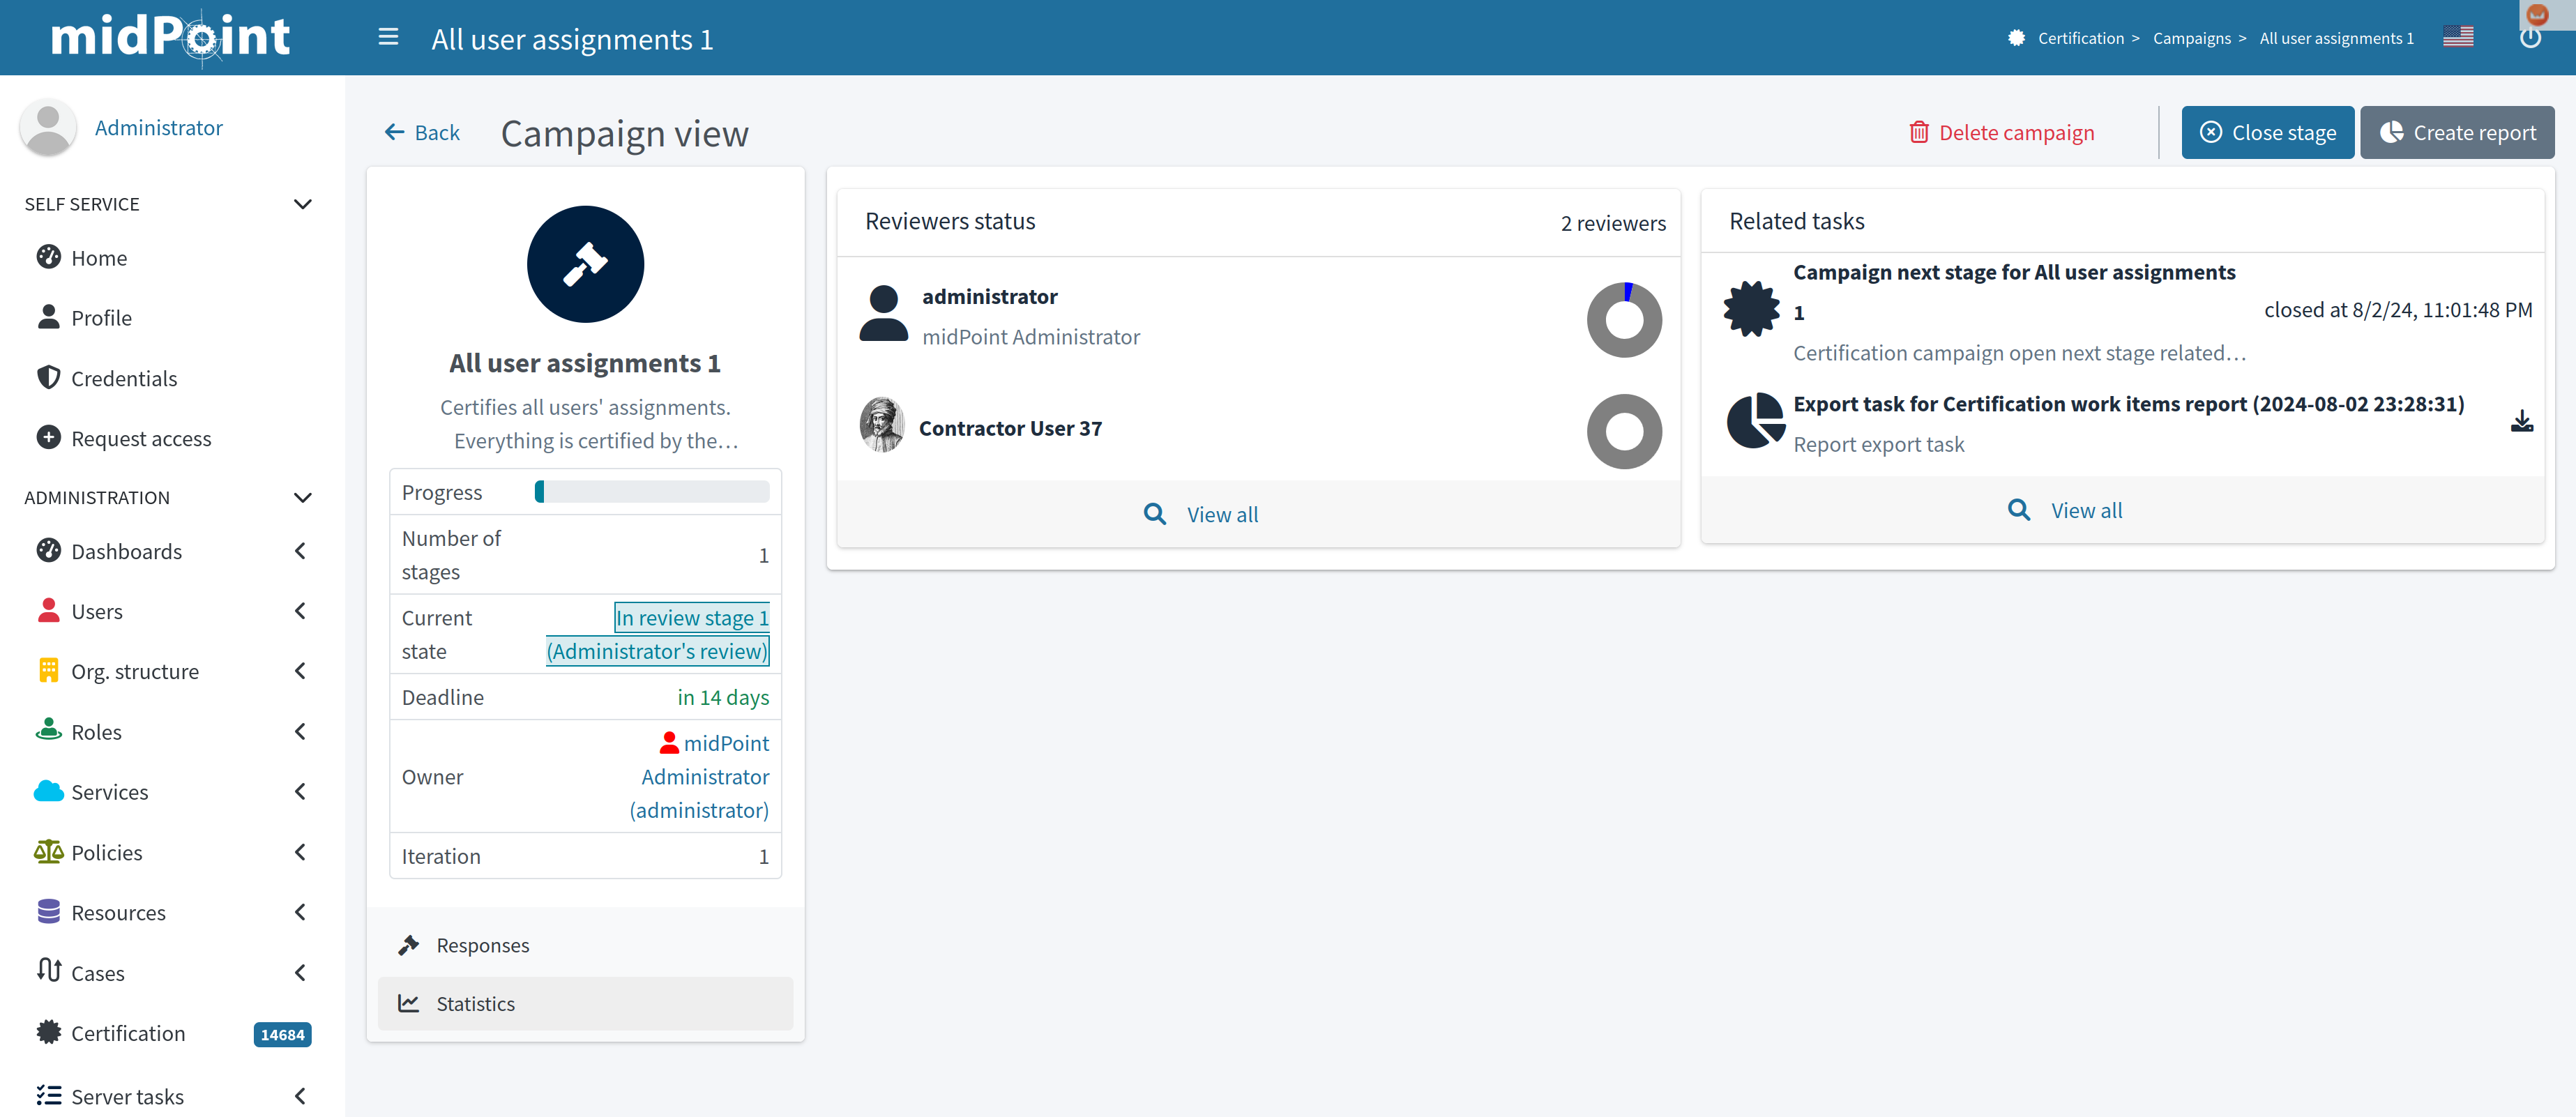 midPoint
All user assignments 1
Certification > Campaigns > All user assignments 1
Administrator
SELF SERVICE
Home
Profile
Credentials
Request access
ADMINISTRATION
Dashboards
Users
Org. structure
Roles
Services
Policies
Resources
Cases
Certification 14684
Server tasks
Back
Campaign view
Delete campaign
Close stage
Create report
All user assignments 1
Certifies all users' assignments.
Everything is certified by the…
Progress
Number of
stages
1
Current
state
In review stage 1
(Administrator's review)
Deadline in 14 days
Owner
midPoint
Administrator
(administrator)
Iteration 1
Responses
Statistics
Reviewers status 2 reviewers
administrator
midPoint Administrator
Contractor User 37
View all
Related tasks
Campaign next stage for All user assignments
1
closed at 8/2/24, 11:01:48 PM
Certification campaign open next stage related…
Export task for Certification work items report (2024-08-02 23:28:31)
Report export task
View all